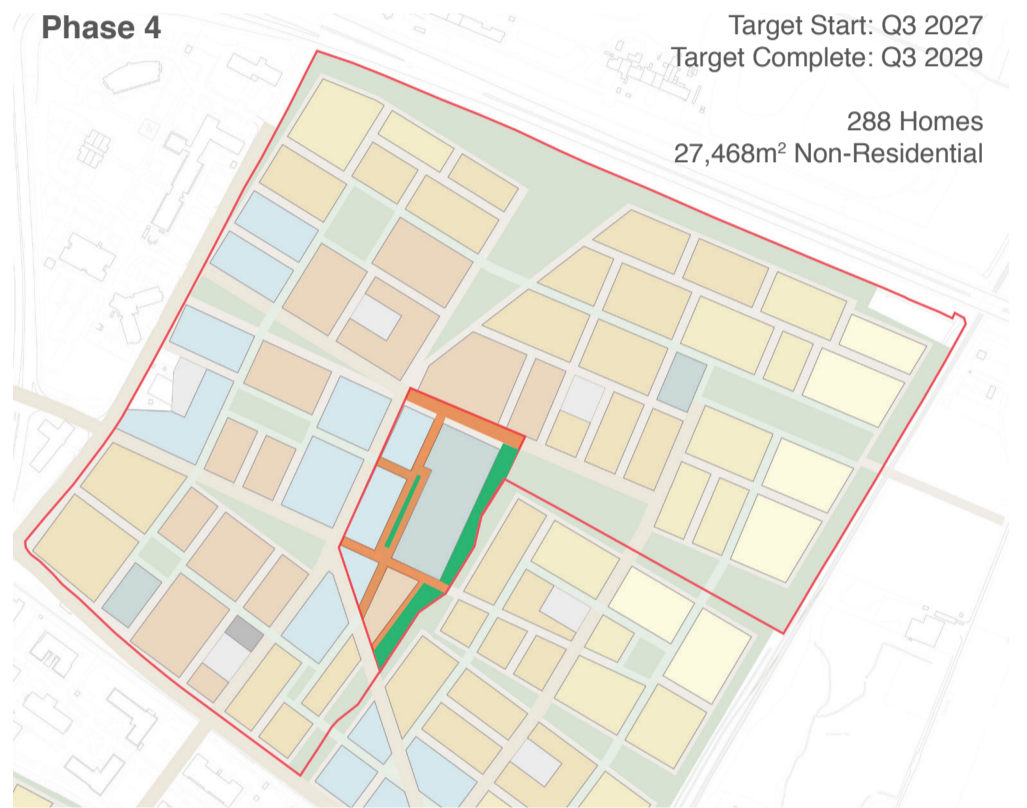 Phase 4
Target Start: Q3 2027
Target Complete: Q3 2029
288 Homes
27,468m² Non-Residential